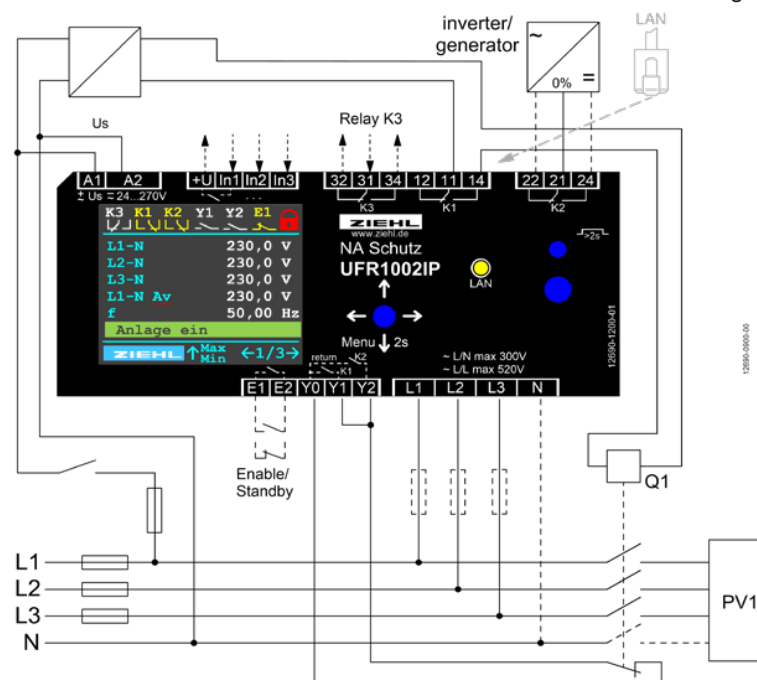 inverter/
generator
LAN
~
0%
=
Us
Relay K3
A1 A2
+U In1 In2 In3
32 31 34 12 11 14
22 21 24
± Us ≂ 24...270V
...
K3
K1
K2
K3 K1 K2 Y1 Y2 E1
ZIEHL
www.ziehl.de
NA Schutz
UFR1002IP
>2s
LAN
L1-N 230,0 V
L2-N 230,0 V
L3-N 230,0 V
L1-N Av 230,0 V
f 50,00 Hz
Anlage ein
ZIEHL ↑Max Min ←1/3→
Menu 2s
return
K2
K1
~ L/N max 300V
~ L/L max 520V
12690-1200-01
12690-0900-00
E1 E2 Y0 Y1 Y2
L1 L2 L3 N
Enable/
Standby
Q1
L1
L2
L3
N
PV1